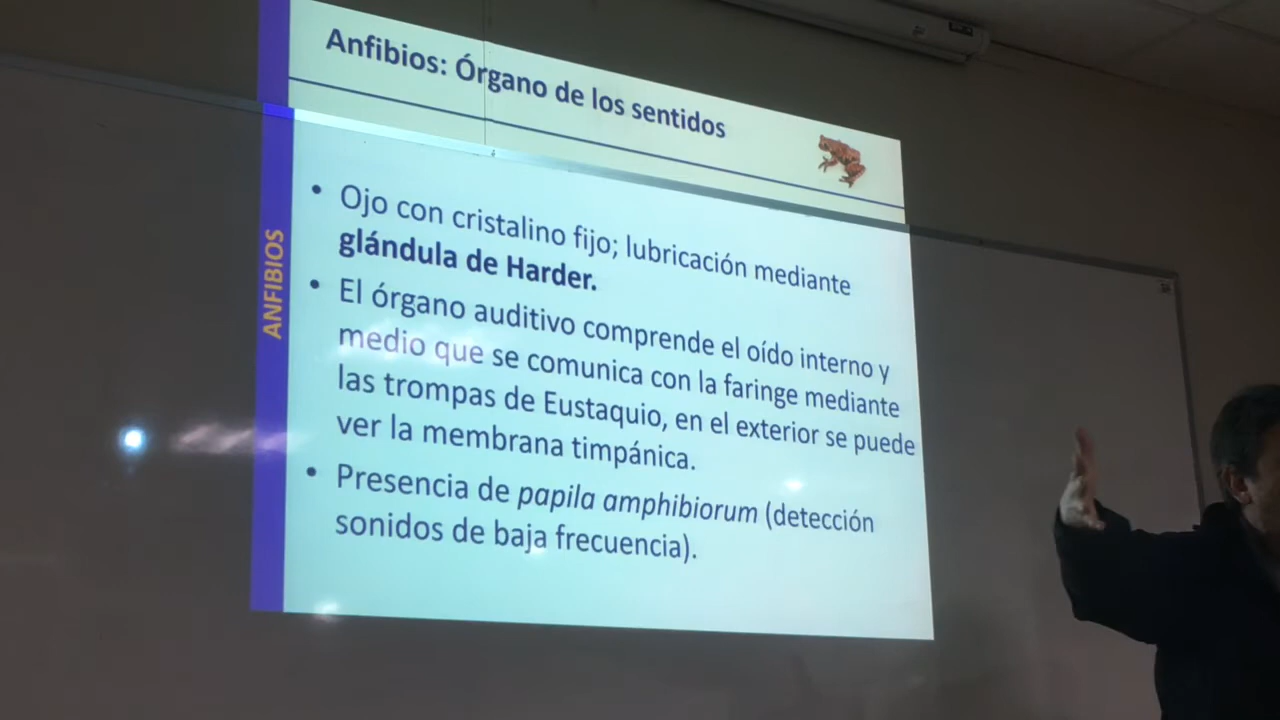 Anfibios: Órgano de los sentidos
ANFIBIOS
• Ojo con cristalino fijo; lubricación mediante
glándula de Harder.
• El órgano auditivo comprende el oído interno y
medio que se comunica con la faringe mediante
las trompas de Eustaquio, en el exterior se puede
ver la membrana timpánica.
• Presencia de papila amphibiorum (detección
sonidos de baja frecuencia).